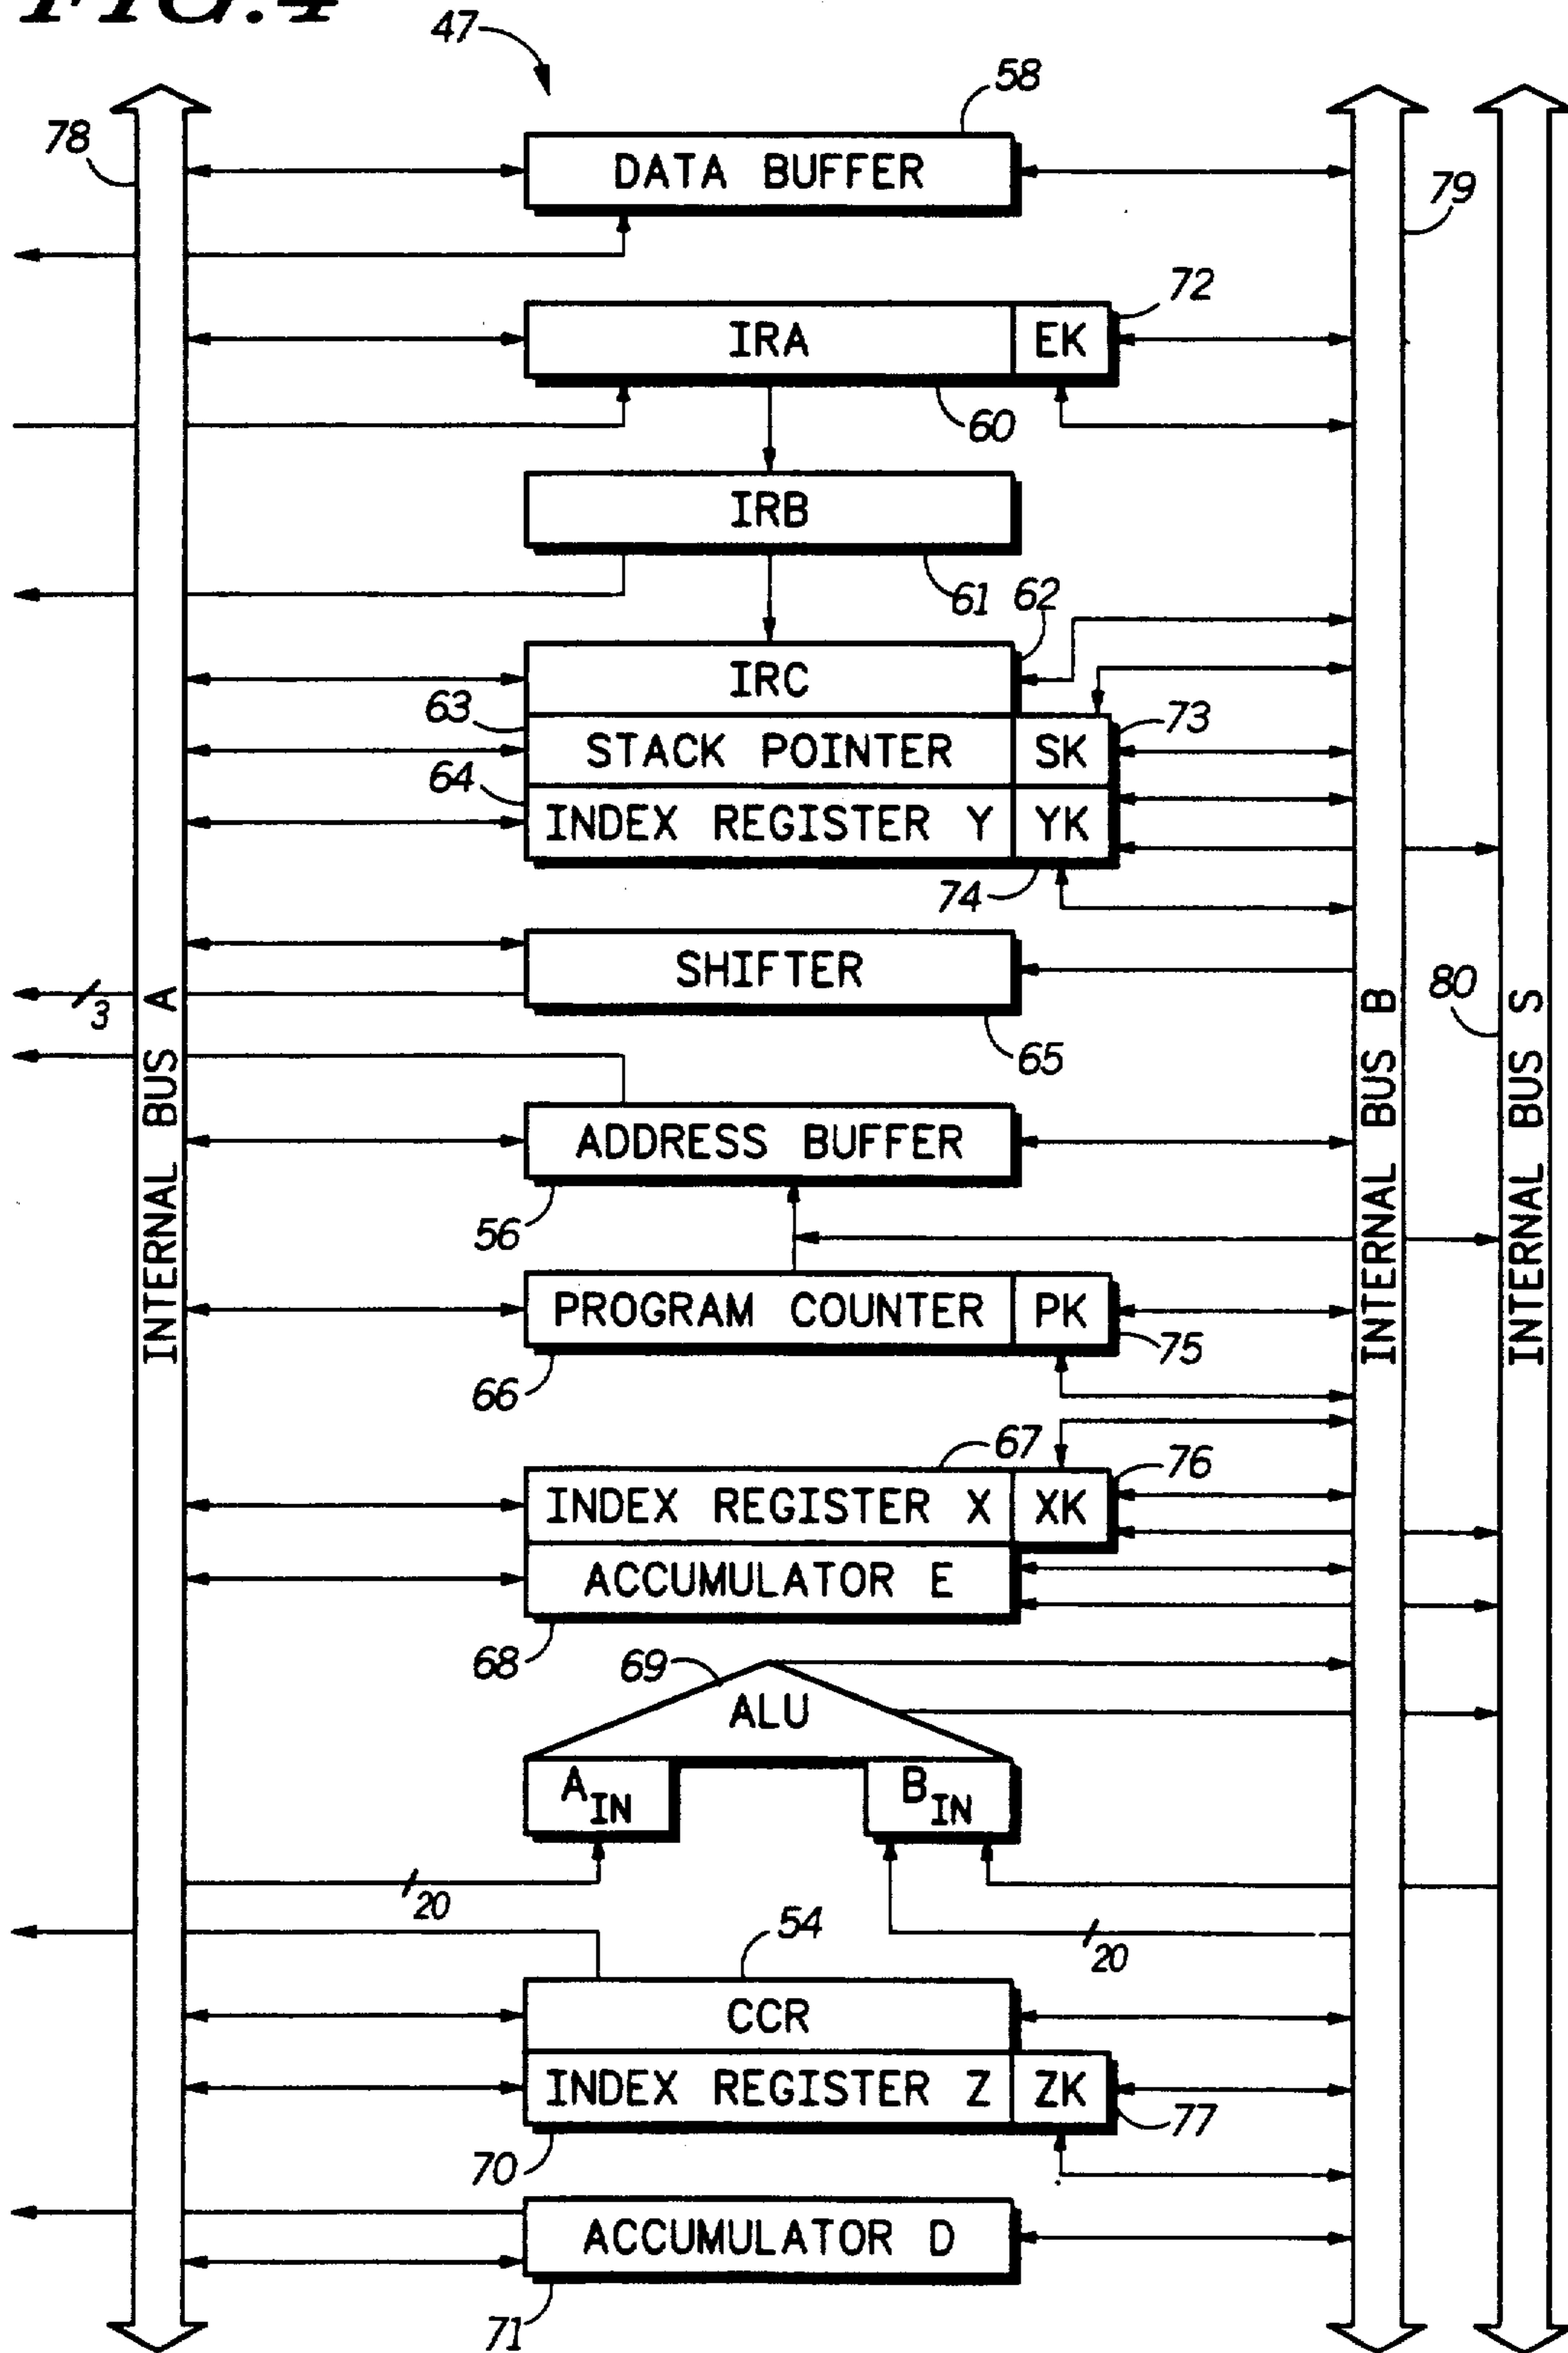 FIG.4
47
58
78
DATA BUFFER
79
72
IRA EK
60
IRB
61
62
IRC
63
73
STACK POINTER SK
64
INDEX REGISTER Y YK
74
SHIFTER
3
80
65
INTERNAL BUS A
INTERNAL BUS B
INTERNAL BUS S
ADDRESS BUFFER
56
PROGRAM COUNTER PK
75
66
67
76
INDEX REGISTER X XK
ACCUMULATOR E
68
69
ALU
AIN
BIN
20
54
20
CCR
INDEX REGISTER Z ZK
77
70
ACCUMULATOR D
71